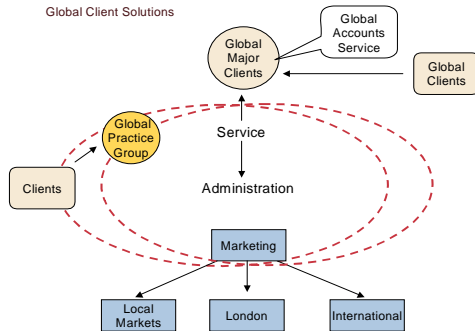 Global Client Solutions
Global
Accounts
Service
Global
Major
Clients
Global
Clients
Global
Practice
Group
Service
Clients
Administration
Marketing
Local
Markets
London
International